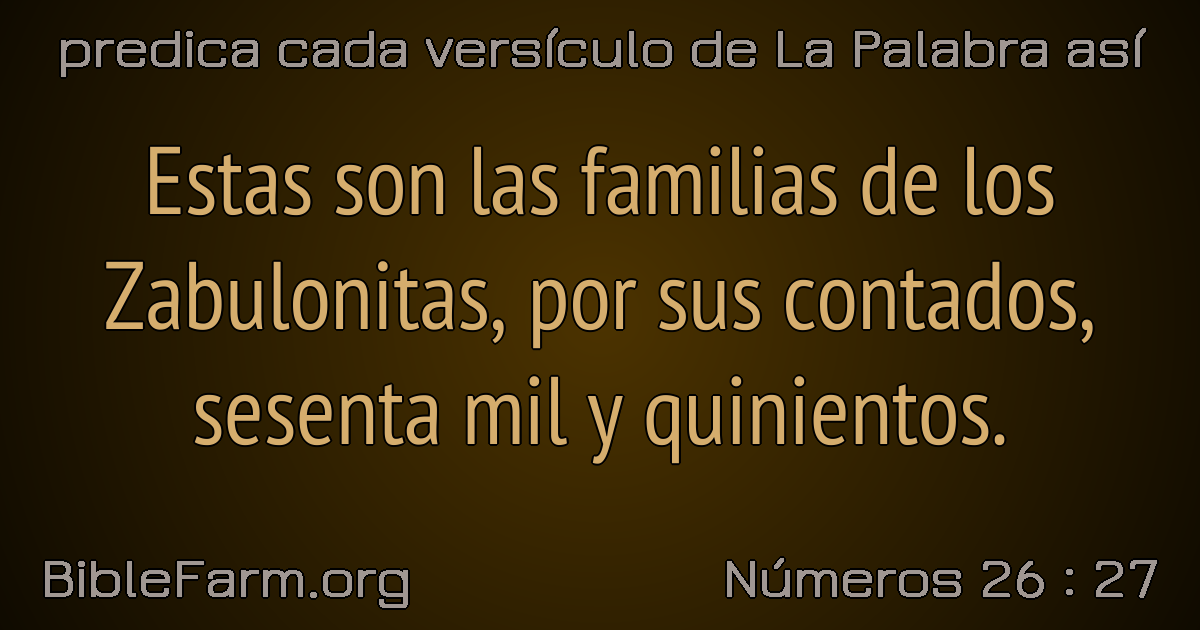 predica cada versículo de La Palabra así
Estas son las familias de los
Zabulonitas, por sus contados,
sesenta mil y quinientos.
BibleFarm.org
Números 26 : 27